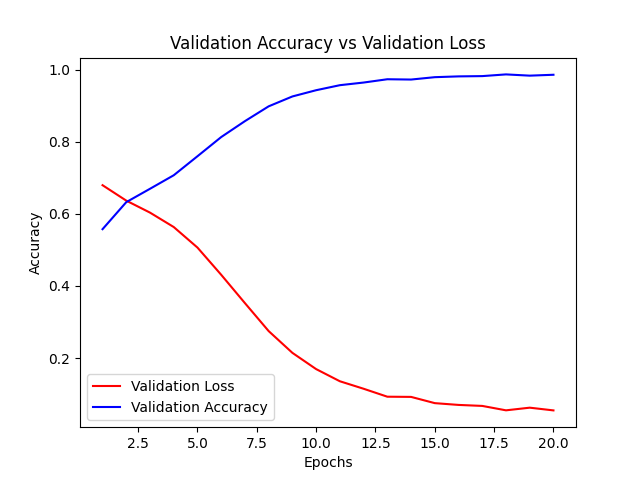 Validation Accuracy vs Validation Loss
1.0
0.8
0.6
0.4
0.2
Accuracy
Validation Loss
Validation Accuracy
2.5 5.0 7.5 10.0 12.5 15.0 17.5 20.0
Epochs